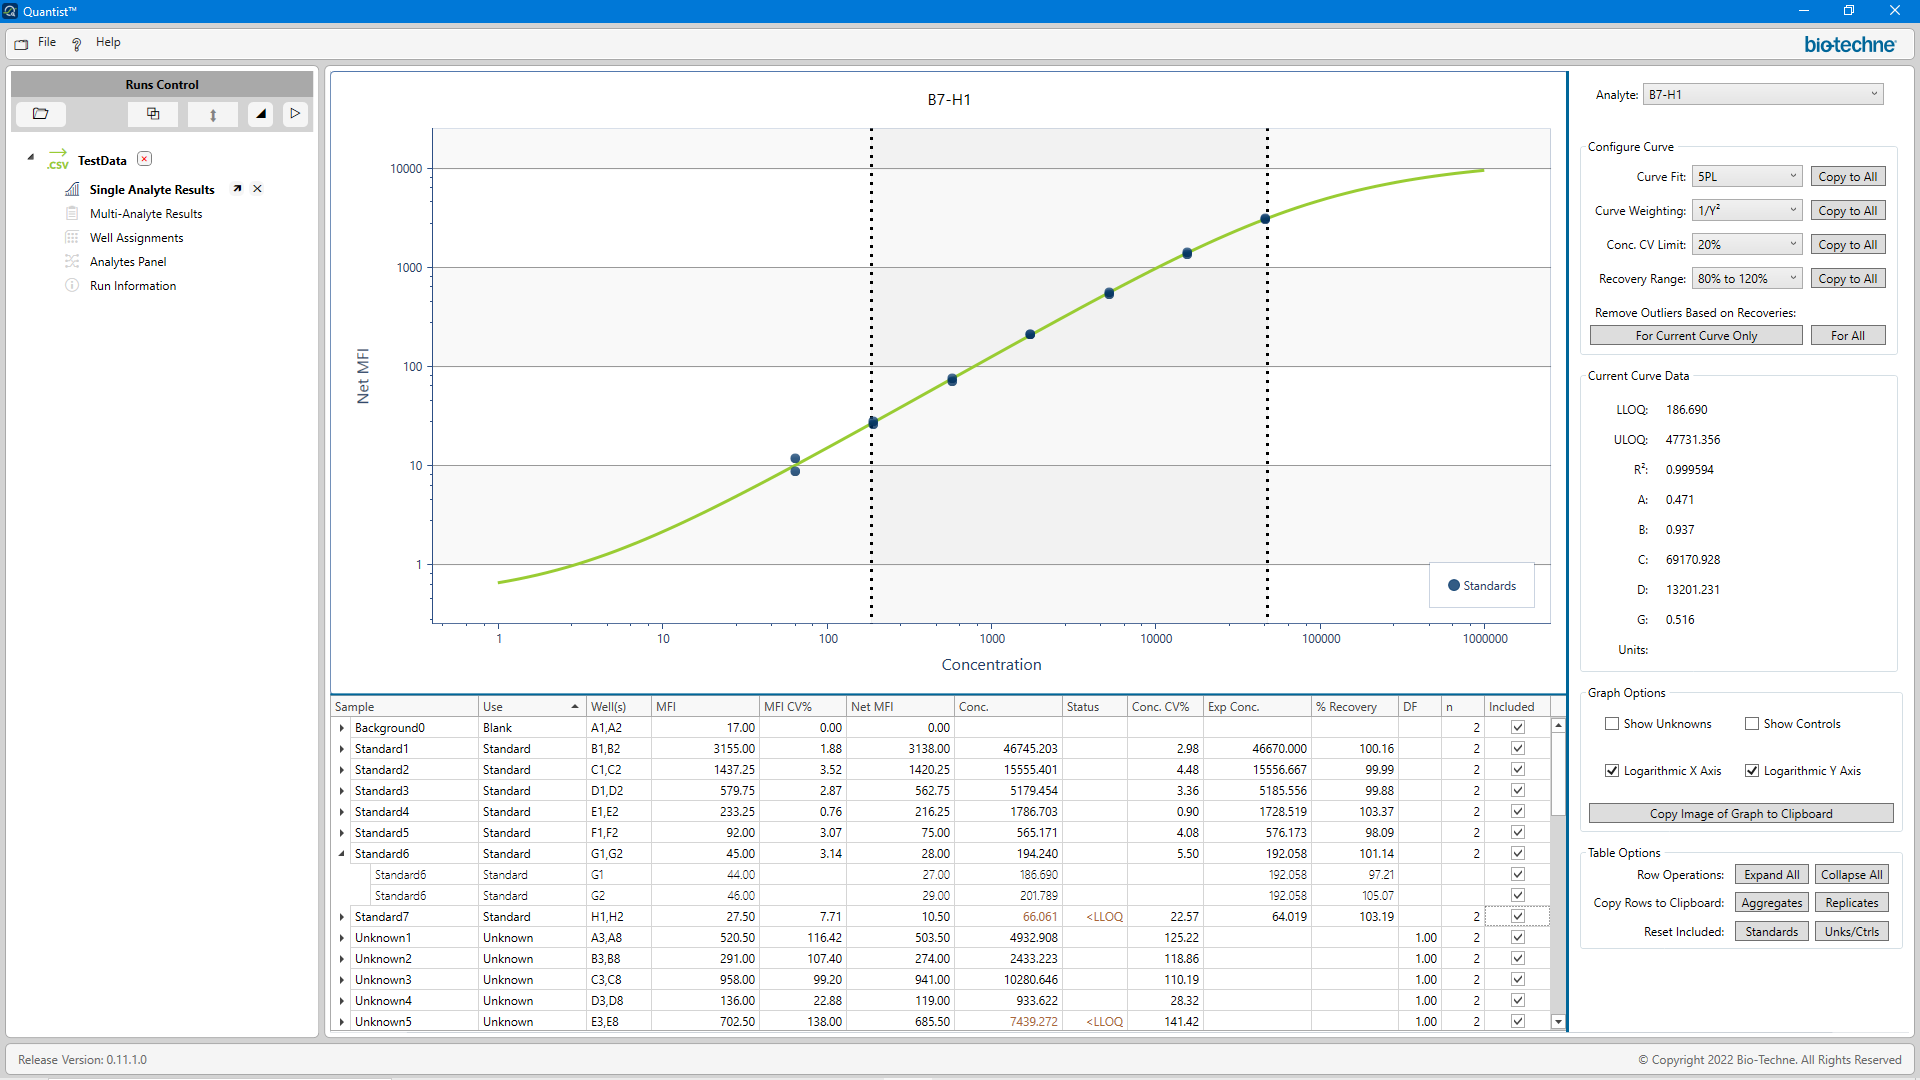 Quantist™
File Help
bio-techne
Runs Control
.CSV TestData
Single Analyte Results
Multi-Analyte Results
Well Assignments
Analytes Panel
Run Information
B7-H1
Net MFI
10000
1000
100
10
1
1 10 100 1000 10000 100000 1000000
Concentration
Standards
Sample Use Well(s) MFI MFI CV% Net MFI Conc. Status Conc. CV% Exp Conc. % Recovery DF n Included
Background0 Blank A1,A2 17.00 0.00 0.00 2
Standard1 Standard B1,B2 3155.00 1.88 3138.00 46745.203 2.98 46670.000 100.16 2
Standard2 Standard C1,C2 1437.25 3.52 1420.25 15555.401 4.48 15556.667 99.99 2
Standard3 Standard D1,D2 579.75 2.87 562.75 5179.454 3.36 5185.556 99.88 2
Standard4 Standard E1,E2 233.25 0.76 216.25 1786.703 0.90 1728.519 103.37 2
Standard5 Standard F1,F2 92.00 3.07 75.00 565.171 4.08 576.173 98.09 2
Standard6 Standard G1,G2 45.00 3.14 28.00 194.240 5.50 192.058 101.14 2
Standard6 Standard G1 44.00 27.00 186.690 192.058 97.21
Standard6 Standard G2 46.00 29.00 201.789 192.058 105.07
Standard7 Standard H1,H2 27.50 7.71 10.50 66.061 <LLOQ 22.57 64.019 103.19 2
Unknown1 Unknown A3,A8 520.50 116.42 503.50 4932.908 125.22 1.00 2
Unknown2 Unknown B3,B8 291.00 107.40 274.00 2433.223 118.86 1.00 2
Unknown3 Unknown C3,C8 958.00 99.20 941.00 10280.646 110.19 1.00 2
Unknown4 Unknown D3,D8 136.00 22.88 119.00 933.622 28.32 1.00 2
Unknown5 Unknown E3,E8 702.50 138.00 685.50 7439.272 <LLOQ 141.42 1.00 2
Analyte: B7-H1
Configure Curve
Curve Fit: 5PL Copy to All
Curve Weighting: 1/Y² Copy to All
Conc. CV Limit: 20% Copy to All
Recovery Range: 80% to 120% Copy to All
Remove Outliers Based on Recoveries:
For Current Curve Only For All
Current Curve Data
LLOQ: 186.690
ULOQ: 47731.356
R²: 0.999594
A: 0.471
B: 0.937
C: 69170.928
D: 13201.231
G: 0.516
Units:
Graph Options
Show Unknowns Show Controls
Logarithmic X Axis Logarithmic Y Axis
Copy Image of Graph to Clipboard
Table Options
Row Operations: Expand All Collapse All
Copy Rows to Clipboard: Aggregates Replicates
Reset Included: Standards Unks/Ctrls
Release Version: 0.11.1.0
© Copyright 2022 Bio-Techne. All Rights Reserved